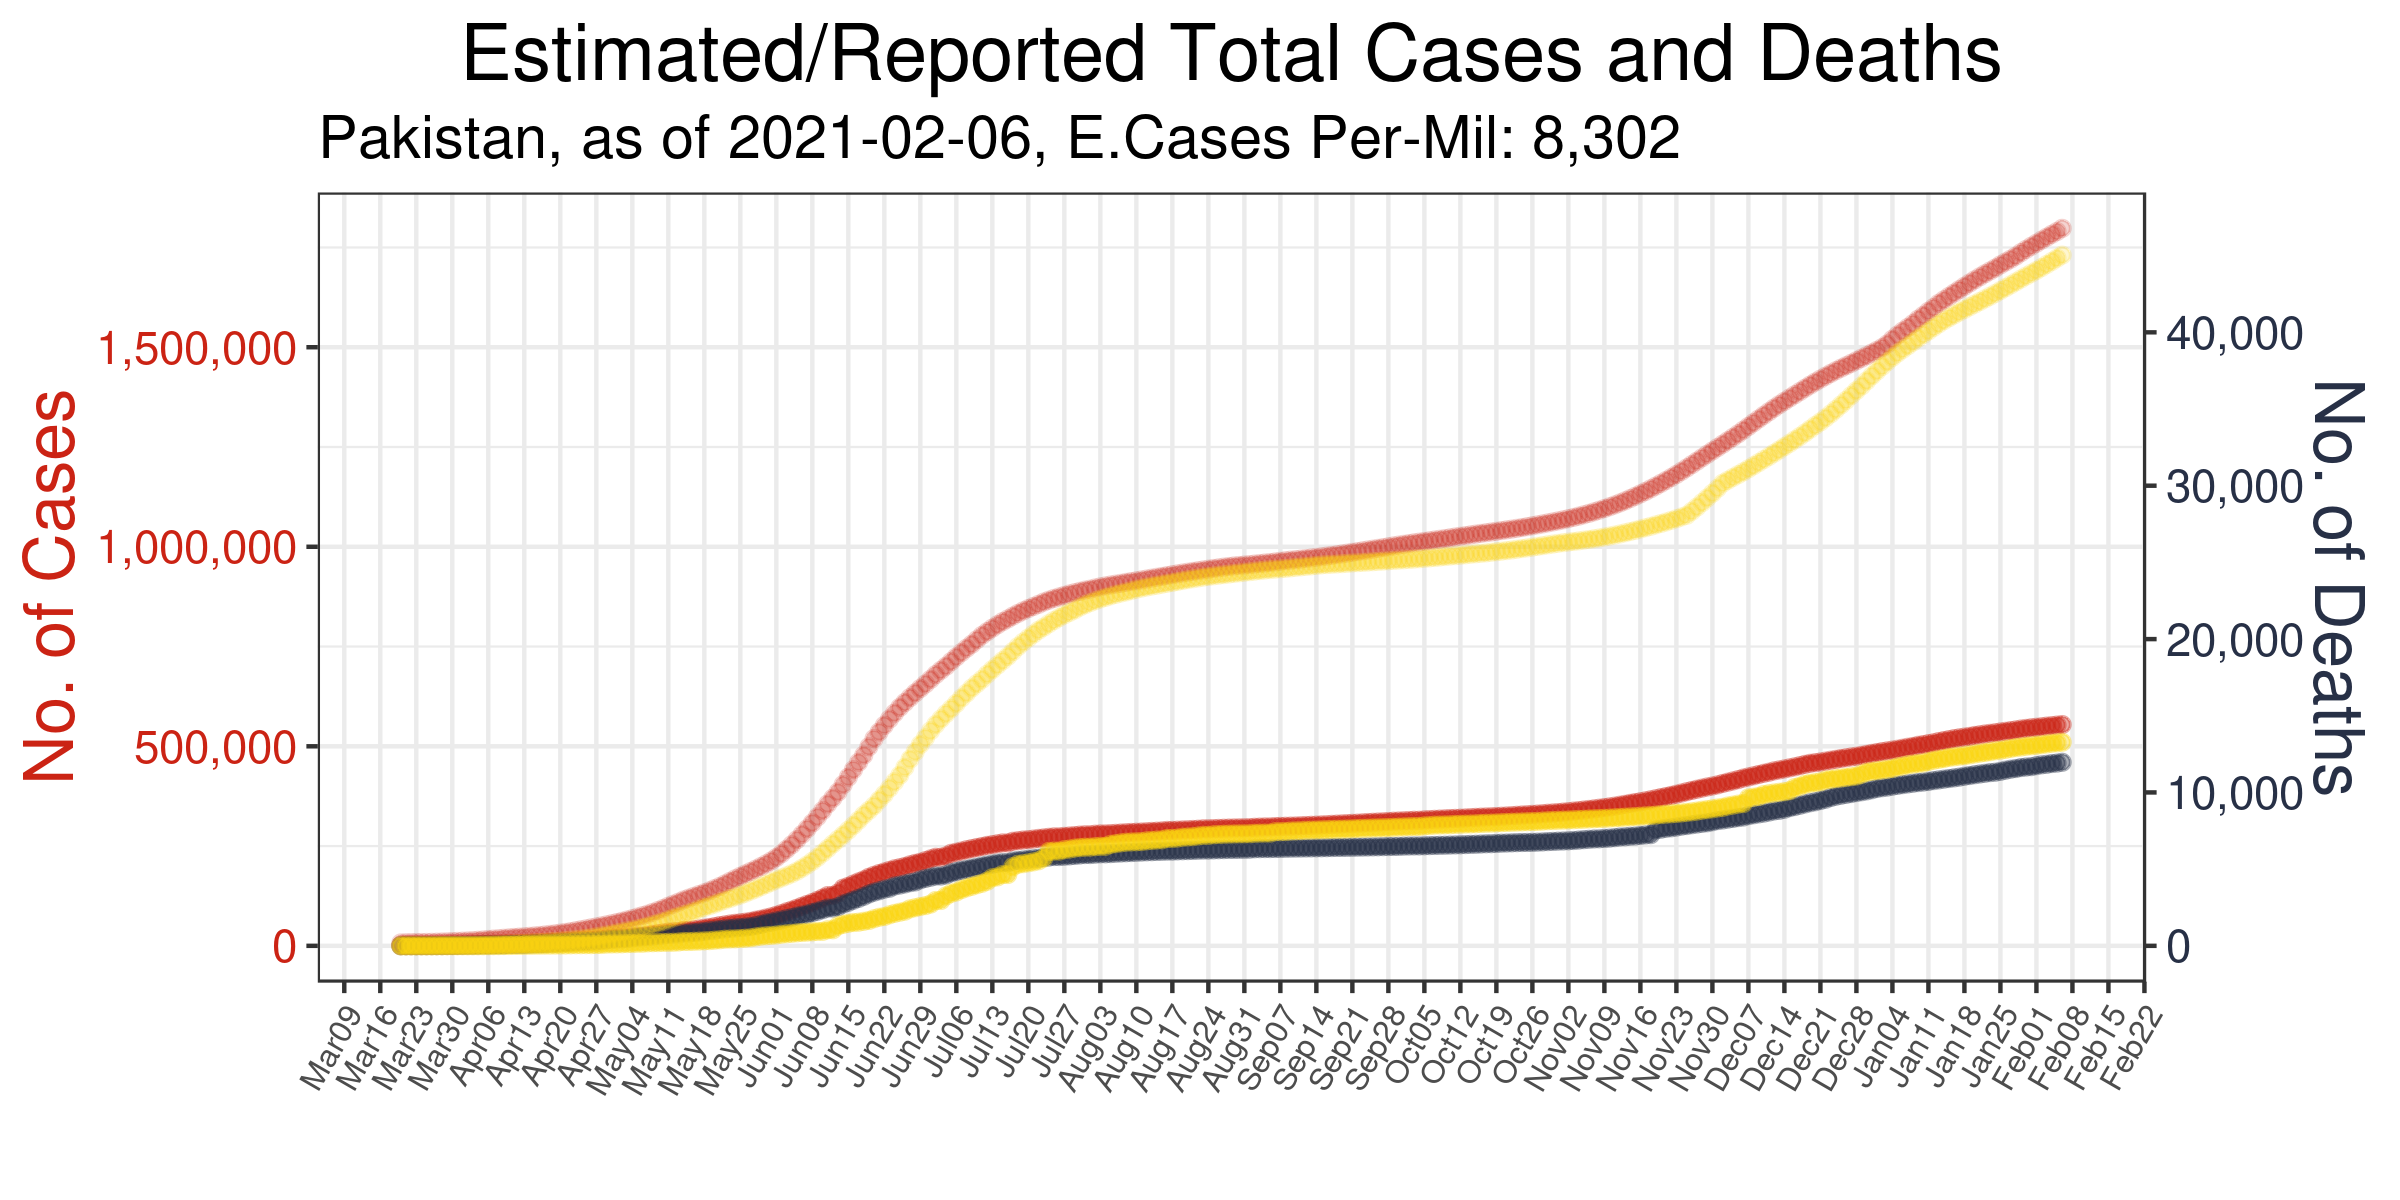 Estimated/Reported Total Cases and Deaths
Pakistan, as of 2021-02-06, E.Cases Per-Mil: 8,302
No. of Cases
1,500,000
1,000,000
500,000
0
40,000
30,000
20,000
10,000
0
No. of Deaths
Mar09
Mar16
Mar23
Mar30
Apr06
Apr13
Apr20
Apr27
May04
May11
May18
May25
Jun01
Jun08
Jun15
Jun22
Jun29
Jul06
Jul13
Jul20
Jul27
Aug03
Aug10
Aug17
Aug24
Aug31
Sep07
Sep14
Sep21
Sep28
Oct05
Oct12
Oct19
Oct26
Nov02
Nov09
Nov16
Nov23
Nov30
Dec07
Dec14
Dec21
Dec28
Jan04
Jan11
Jan18
Jan25
Feb01
Feb08
Feb15
Feb22